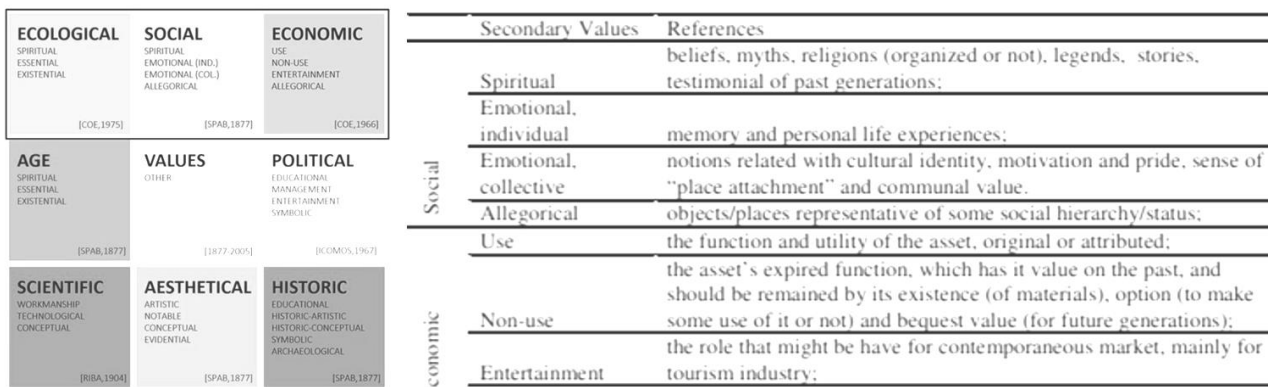 ECOLOGICAL
SPIRITUAL
ESSENTIAL
EXISTENTIAL
[COE,1975]
SOCIAL
SPIRITUAL
EMOTIONAL (IND.)
EMOTIONAL (COL.)
ALLEGORICAL
[SPAB,1877]
ECONOMIC
USE
NON-USE
ENTERTAINMENT
ALLEGORICAL
[COE,1966]
AGE
SPIRITUAL
ESSENTIAL
EXISTENTIAL
[SPAB,1877]
VALUES
OTHER
[1877-2005]
POLITICAL
EDUCATIONAL
MANAGEMENT
ENTERTAINMENT
SYMBOLIC
[ICOMOS,1967]
SCIENTIFIC
WORKMANSHIP
TECHNOLOGICAL
CONCEPTUAL
[RIBA,1904]
AESTHETICAL
ARTISTIC
NOTABLE
CONCEPTUAL
EVIDENTIAL
[SPAB,1877]
HISTORIC
EDUCATIONAL
HISTORIC-ARTISTIC
HISTORIC-CONCEPTUAL
SYMBOLIC
ARCHAEOLOGICAL
[SPAB,1877]
Secondary Values References
Social
beliefs, myths, religions (organized or not), legends, stories,
Spiritual testimonial of past generations;
Emotional,
individual memory and personal life experiences;
Emotional, notions related with cultural identity, motivation and pride, sense of
collective "place attachment" and communal value.
Allegorical objects/places representative of some social hierarchy/status;
conomic
Use the function and utility of the asset, original or attributed;
the asset's expired function, which has it value on the past, and
should be remained by its existence (of materials), option (to make
Non-use some use of it or not) and bequest value (for future generations);
the role that might be have for contemporaneous market, mainly for
Entertainment tourism industry;